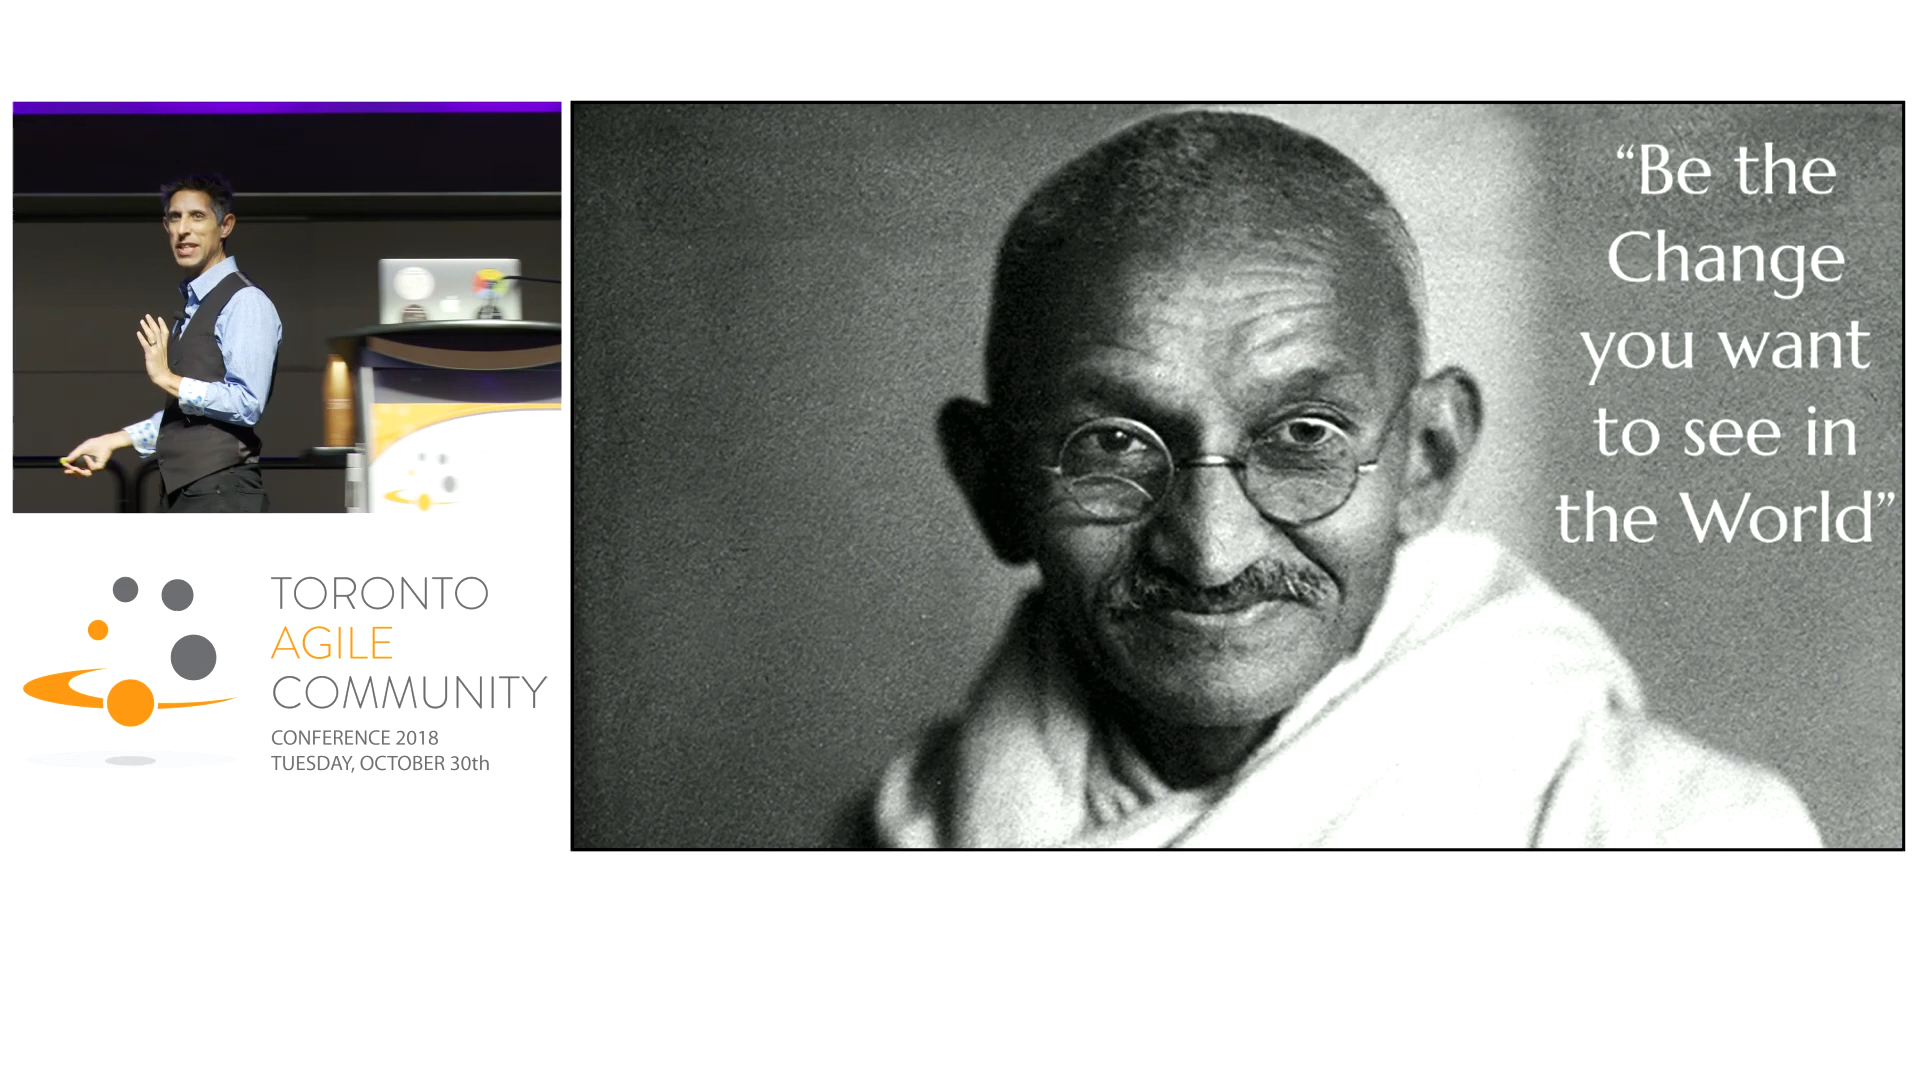 TORONTO
AGILE
COMMUNITY
CONFERENCE 2018
TUESDAY, OCTOBER 30th
“Be the
Change
you want
to see in
the World”